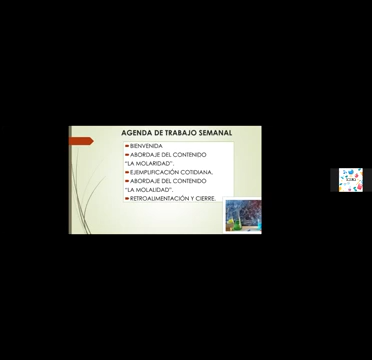 AGENDA DE TRABAJO SEMANAL
BIENVENIDA
ABORDAJE DEL CONTENIDO
"LA MOLARIDAD".
EJEMPLIFICACIÓN COTIDIANA.
ABORDAJE DEL CONTENIDO
"LA MOLALIDAD".
RETROALIMENTACIÓN Y CIERRE.